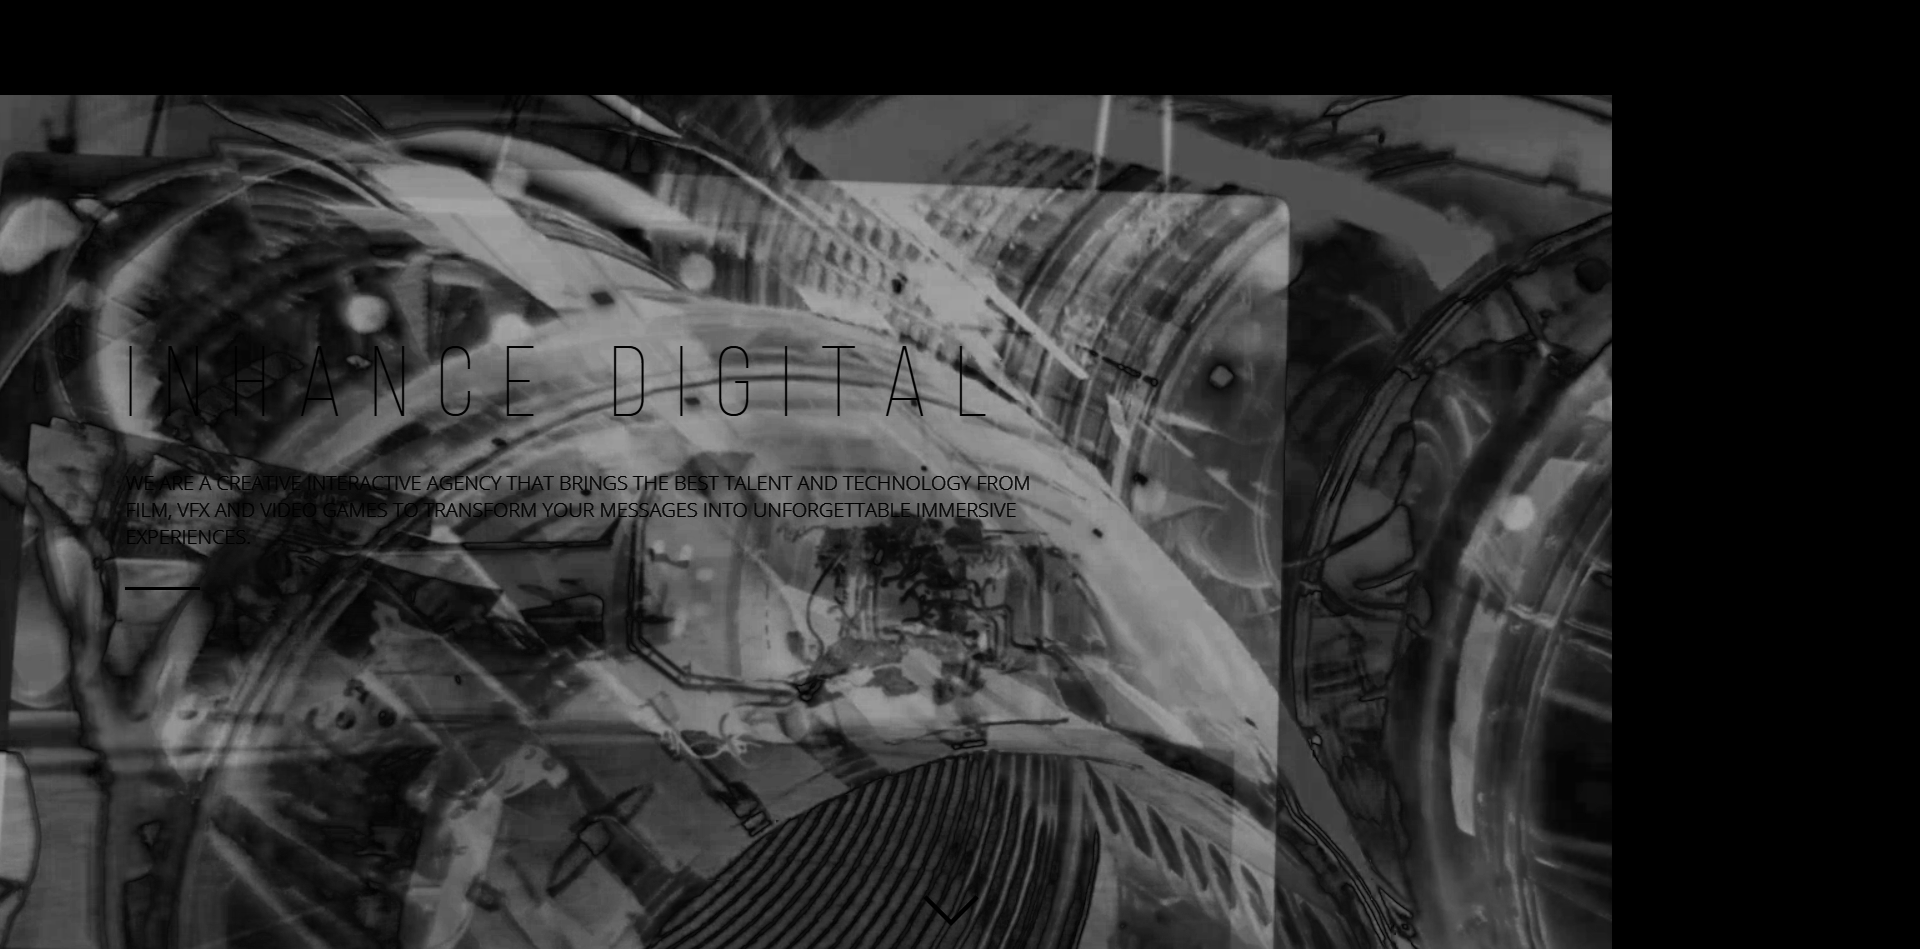 INHANCE DIGITAL
WE ARE A CREATIVE INTERACTIVE AGENCY THAT BRINGS THE BEST TALENT AND TECHNOLOGY FROM
FILM, VFX AND VIDEO GAMES TO TRANSFORM YOUR MESSAGES INTO UNFORGETTABLE IMMERSIVE
EXPERIENCES.